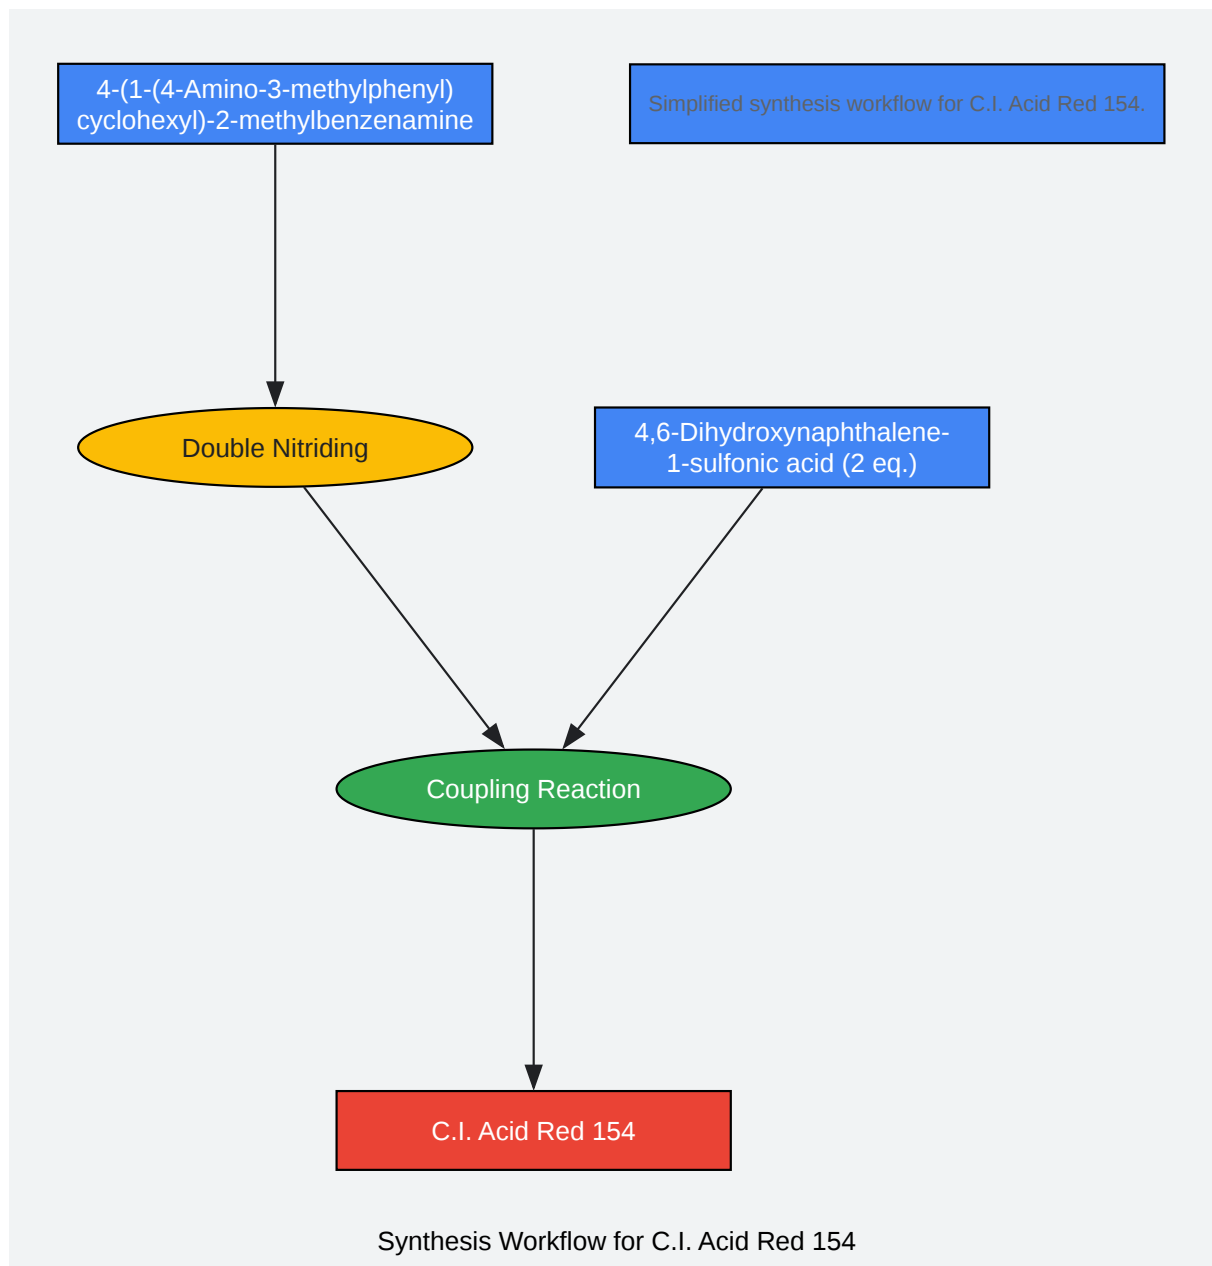 4-(1-(4-Amino-3-methylphenyl)
cyclohexyl)-2-methylbenzenamine
Simplified synthesis workflow for C.I. Acid Red 154.
Double Nitriding
4,6-Dihydroxynaphthalene-
1-sulfonic acid (2 eq.)
Coupling Reaction
C.I. Acid Red 154
Synthesis Workflow for C.I. Acid Red 154